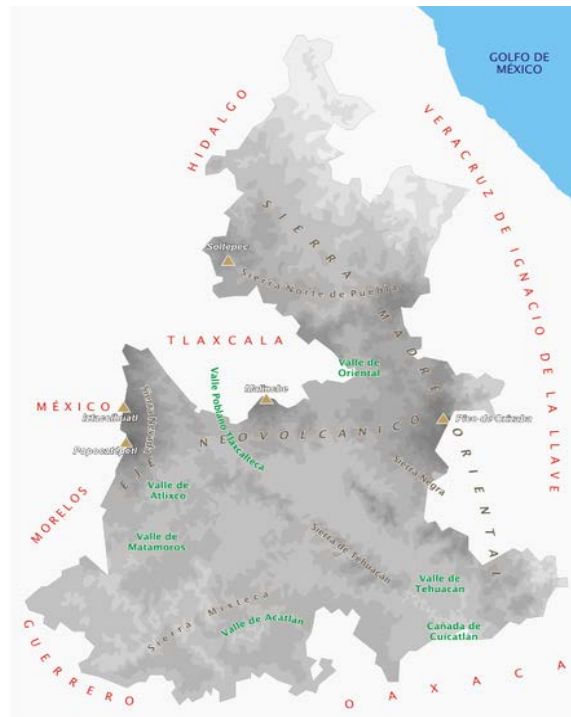 GOLFO DE
MÉXICO
HIDALGO
VERACRUZ DE IGNACIO DE LA LLAVE
SIERRA MADRE ORIENTAL
Soltepec
Sierra Norte de Puebla
TLAXCALA
Valle de
Oriental
Valle Poblano Tlaxcalteca
Malinche
MÉXICO
Iztaccíhuatl
Sierra Nevada
Pico de Orizaba
EJE NEOVOLCANICO
Popocatépetl
Sierra Negra
Valle de
Atlixco
MORELOS
Valle de
Matamoros
Sierra de Tehuacán
Valle de
Tehuacán
Sierra Mixteca
Valle de Acatlán
Cañada de
Cuicatlán
GUERRERO
OAXACA